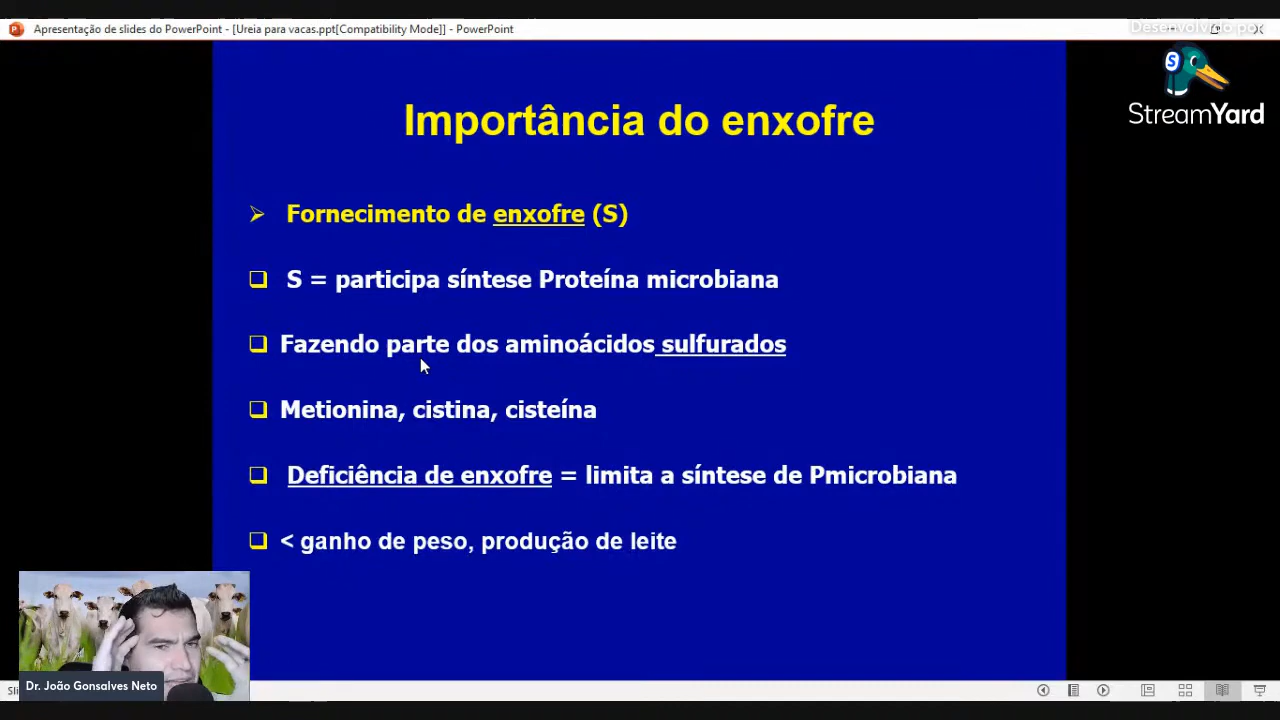 Apresentação de slides do PowerPoint - [Ureia para vacas.ppt[Compatibility Mode]] - PowerPoint
Desenvolvido por
StreamYard
Importância do enxofre
Fornecimento de enxofre (S)
S = participa síntese Proteína microbiana
Fazendo parte dos aminoácidos sulfurados
Metionina, cistina, cisteína
Deficiência de enxofre = limita a síntese de Pmicrobiana
< ganho de peso, produção de leite
Dr. João Gonsalves Neto